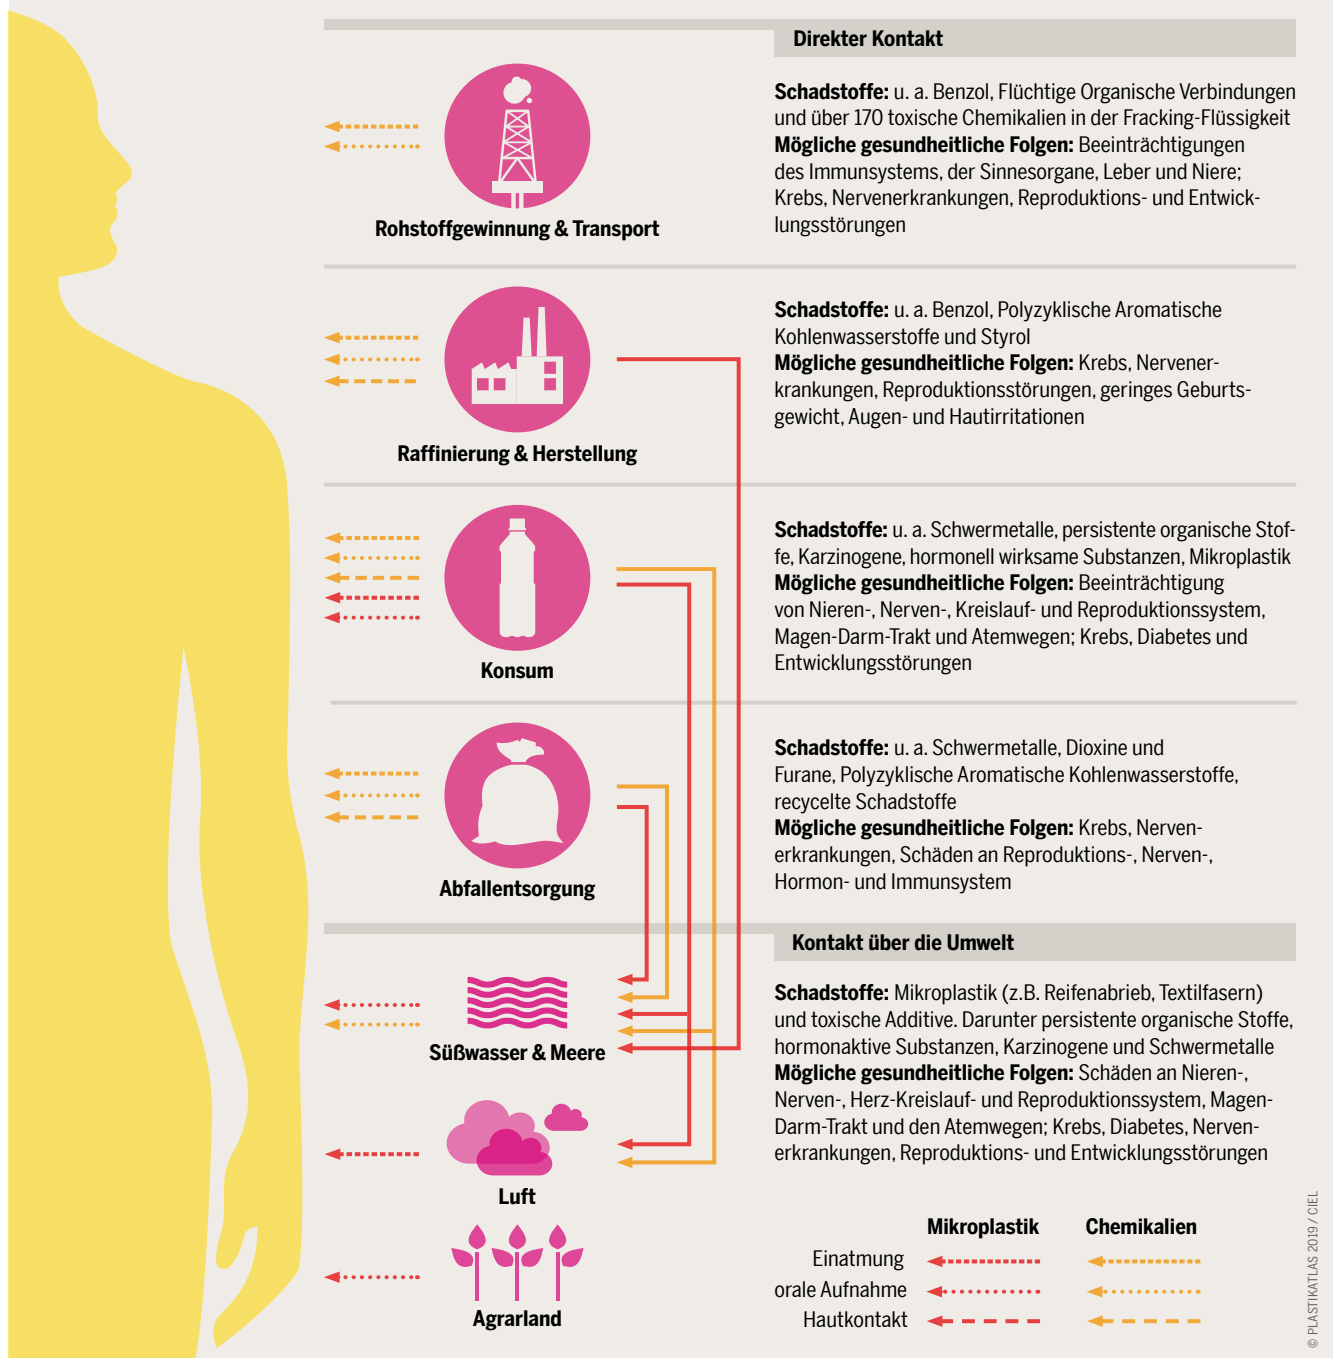 Direkter Kontakt
Schadstoffe: u. a. Benzol, Flüchtige Organische Verbindungen
und über 170 toxische Chemikalien in der Fracking-Flüssigkeit
Mögliche gesundheitliche Folgen: Beeinträchtigungen
des Immunsystems, der Sinnesorgane, Leber und Niere;
Krebs, Nervenerkrankungen, Reproduktions- und Entwick-
lungsstörungen
Rohstoffgewinnung & Transport
Schadstoffe: u. a. Benzol, Polyzyklische Aromatische
Kohlenwasserstoffe und Styrol
Mögliche gesundheitliche Folgen: Krebs, Nervener-
krankungen, Reproduktionsstörungen, geringes Geburts-
gewicht, Augen- und Hautirritationen
Raffinierung & Herstellung
Schadstoffe: u. a. Schwermetalle, persistente organische Stof-
fe, Karzinogene, hormonell wirksame Substanzen, Mikroplastik
Mögliche gesundheitliche Folgen: Beeinträchtigung
von Nieren-, Nerven-, Kreislauf- und Reproduktionssystem,
Magen-Darm-Trakt und Atemwegen; Krebs, Diabetes und
Entwicklungsstörungen
Konsum
Schadstoffe: u. a. Schwermetalle, Dioxine und
Furane, Polyzyklische Aromatische Kohlenwasserstoffe,
recycelte Schadstoffe
Mögliche gesundheitliche Folgen: Krebs, Nerven-
erkrankungen, Schäden an Reproduktions-, Nerven-,
Hormon- und Immunsystem
Abfallentsorgung
Kontakt über die Umwelt
Schadstoffe: Mikroplastik (z.B. Reifenabrieb, Textilfasern)
und toxische Additive. Darunter persistente organische Stoffe,
hormonaktive Substanzen, Karzinogene und Schwermetalle
Mögliche gesundheitliche Folgen: Schäden an Nieren-,
Nerven-, Herz-Kreislauf- und Reproduktionssystem, Magen-
Darm-Trakt und den Atemwegen; Krebs, Diabetes, Nerven-
erkrankungen, Reproduktions- und Entwicklungsstörungen
Süßwasser & Meere
Luft
Agrarland
Mikroplastik Chemikalien
Einatmung
orale Aufnahme
Hautkontakt
© PLASTIKATLAS 2019 / CIEL